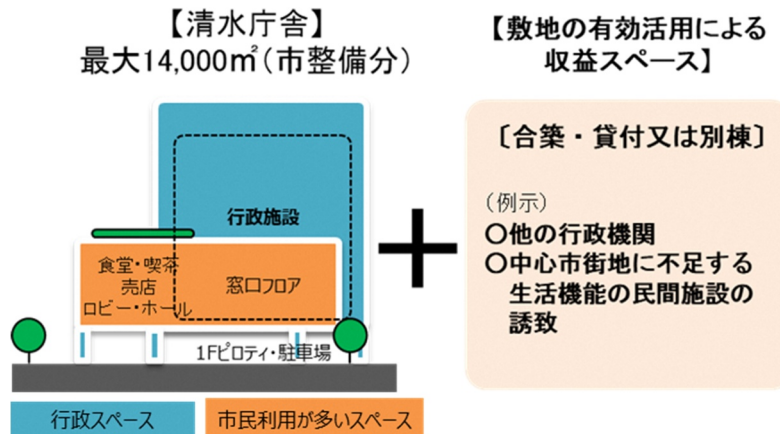 【清水庁舎】
最大14,000㎡(市整備分)
行政施設
食堂・喫茶
売店
ロビー・ホール
窓口フロア
1Fピロティ・駐車場
行政スペース
市民利用が多いスペース
【敷地の有効活用による
収益スペース】
〔合築・貸付又は別棟〕
(例示)
〇他の行政機関
〇中心市街地に不足する
生活機能の民間施設の
誘致